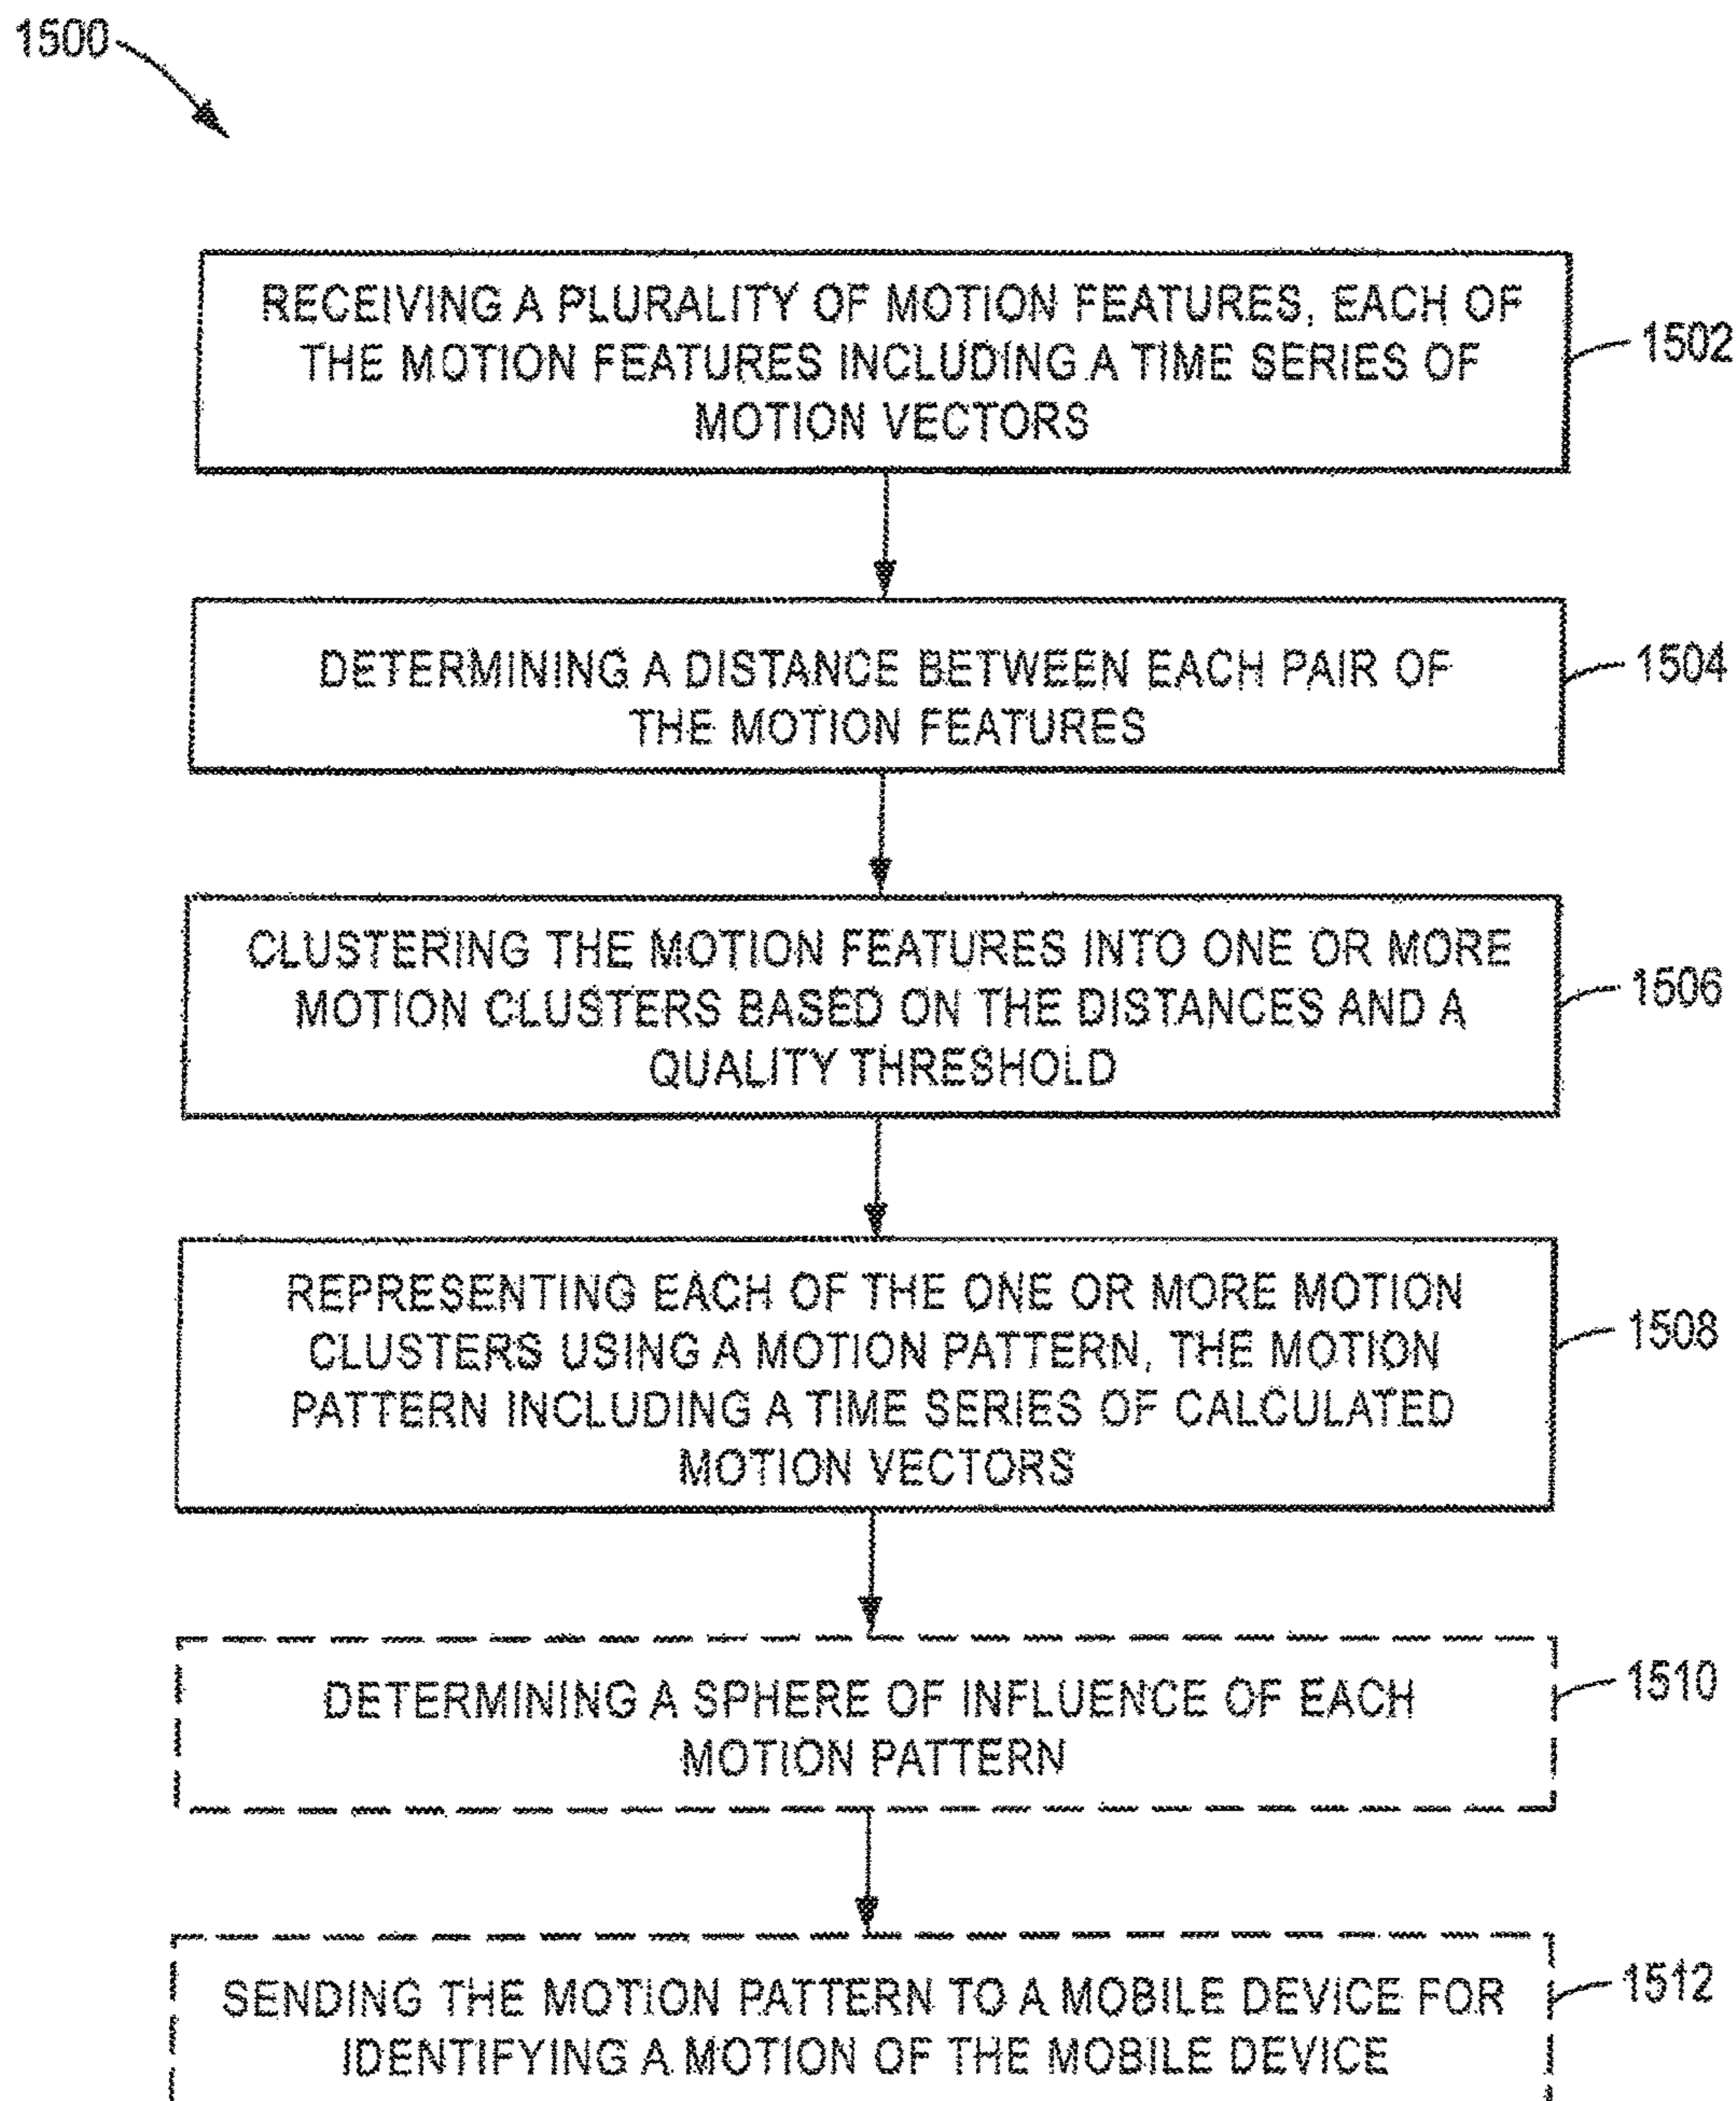 1500
RECEIVING A PLURALITY OF MOTION FEATURES, EACH OF
THE MOTION FEATURES INCLUDING A TIME SERIES OF
MOTION VECTORS
1502
DETERMINING A DISTANCE BETWEEN EACH PAIR OF
THE MOTION FEATURES
1504
CLUSTERING THE MOTION FEATURES INTO ONE OR MORE
MOTION CLUSTERS BASED ON THE DISTANCES AND A
QUALITY THRESHOLD
1506
REPRESENTING EACH OF THE ONE OR MORE MOTION
CLUSTERS USING A MOTION PATTERN, THE MOTION
PATTERN INCLUDING A TIME SERIES OF CALCULATED
MOTION VECTORS
1508
DETERMINING A SPHERE OF INFLUENCE OF EACH
MOTION PATTERN
1510
SENDING THE MOTION PATTERN TO A MOBILE DEVICE FOR
IDENTIFYING A MOTION OF THE MOBILE DEVICE
1512